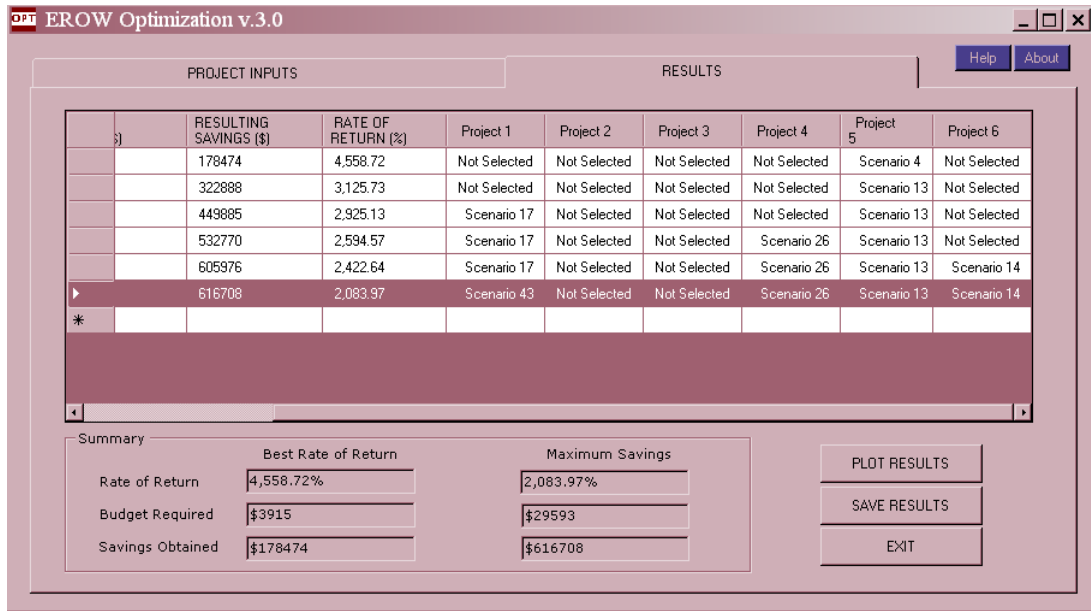 OPT EROW Optimization v.3.0
Help About
PROJECT INPUTS RESULTS
$) RESULTING SAVINGS ($) RATE OF RETURN (%) Project 1 Project 2 Project 3 Project 4 Project 5 Project 6
178474 4,558.72 Not Selected Not Selected Not Selected Not Selected Scenario 4 Not Selected
322888 3,125.73 Not Selected Not Selected Not Selected Not Selected Scenario 13 Not Selected
449885 2,925.13 Scenario 17 Not Selected Not Selected Not Selected Scenario 13 Not Selected
532770 2,594.57 Scenario 17 Not Selected Not Selected Scenario 26 Scenario 13 Not Selected
605976 2,422.64 Scenario 17 Not Selected Not Selected Scenario 26 Scenario 13 Scenario 14
616708 2,083.97 Scenario 43 Not Selected Not Selected Scenario 26 Scenario 13 Scenario 14
Summary
Best Rate of Return Maximum Savings
Rate of Return 4,558.72% 2,083.97%
Budget Required $3915 $29593
Savings Obtained $178474 $616708
PLOT RESULTS
SAVE RESULTS
EXIT